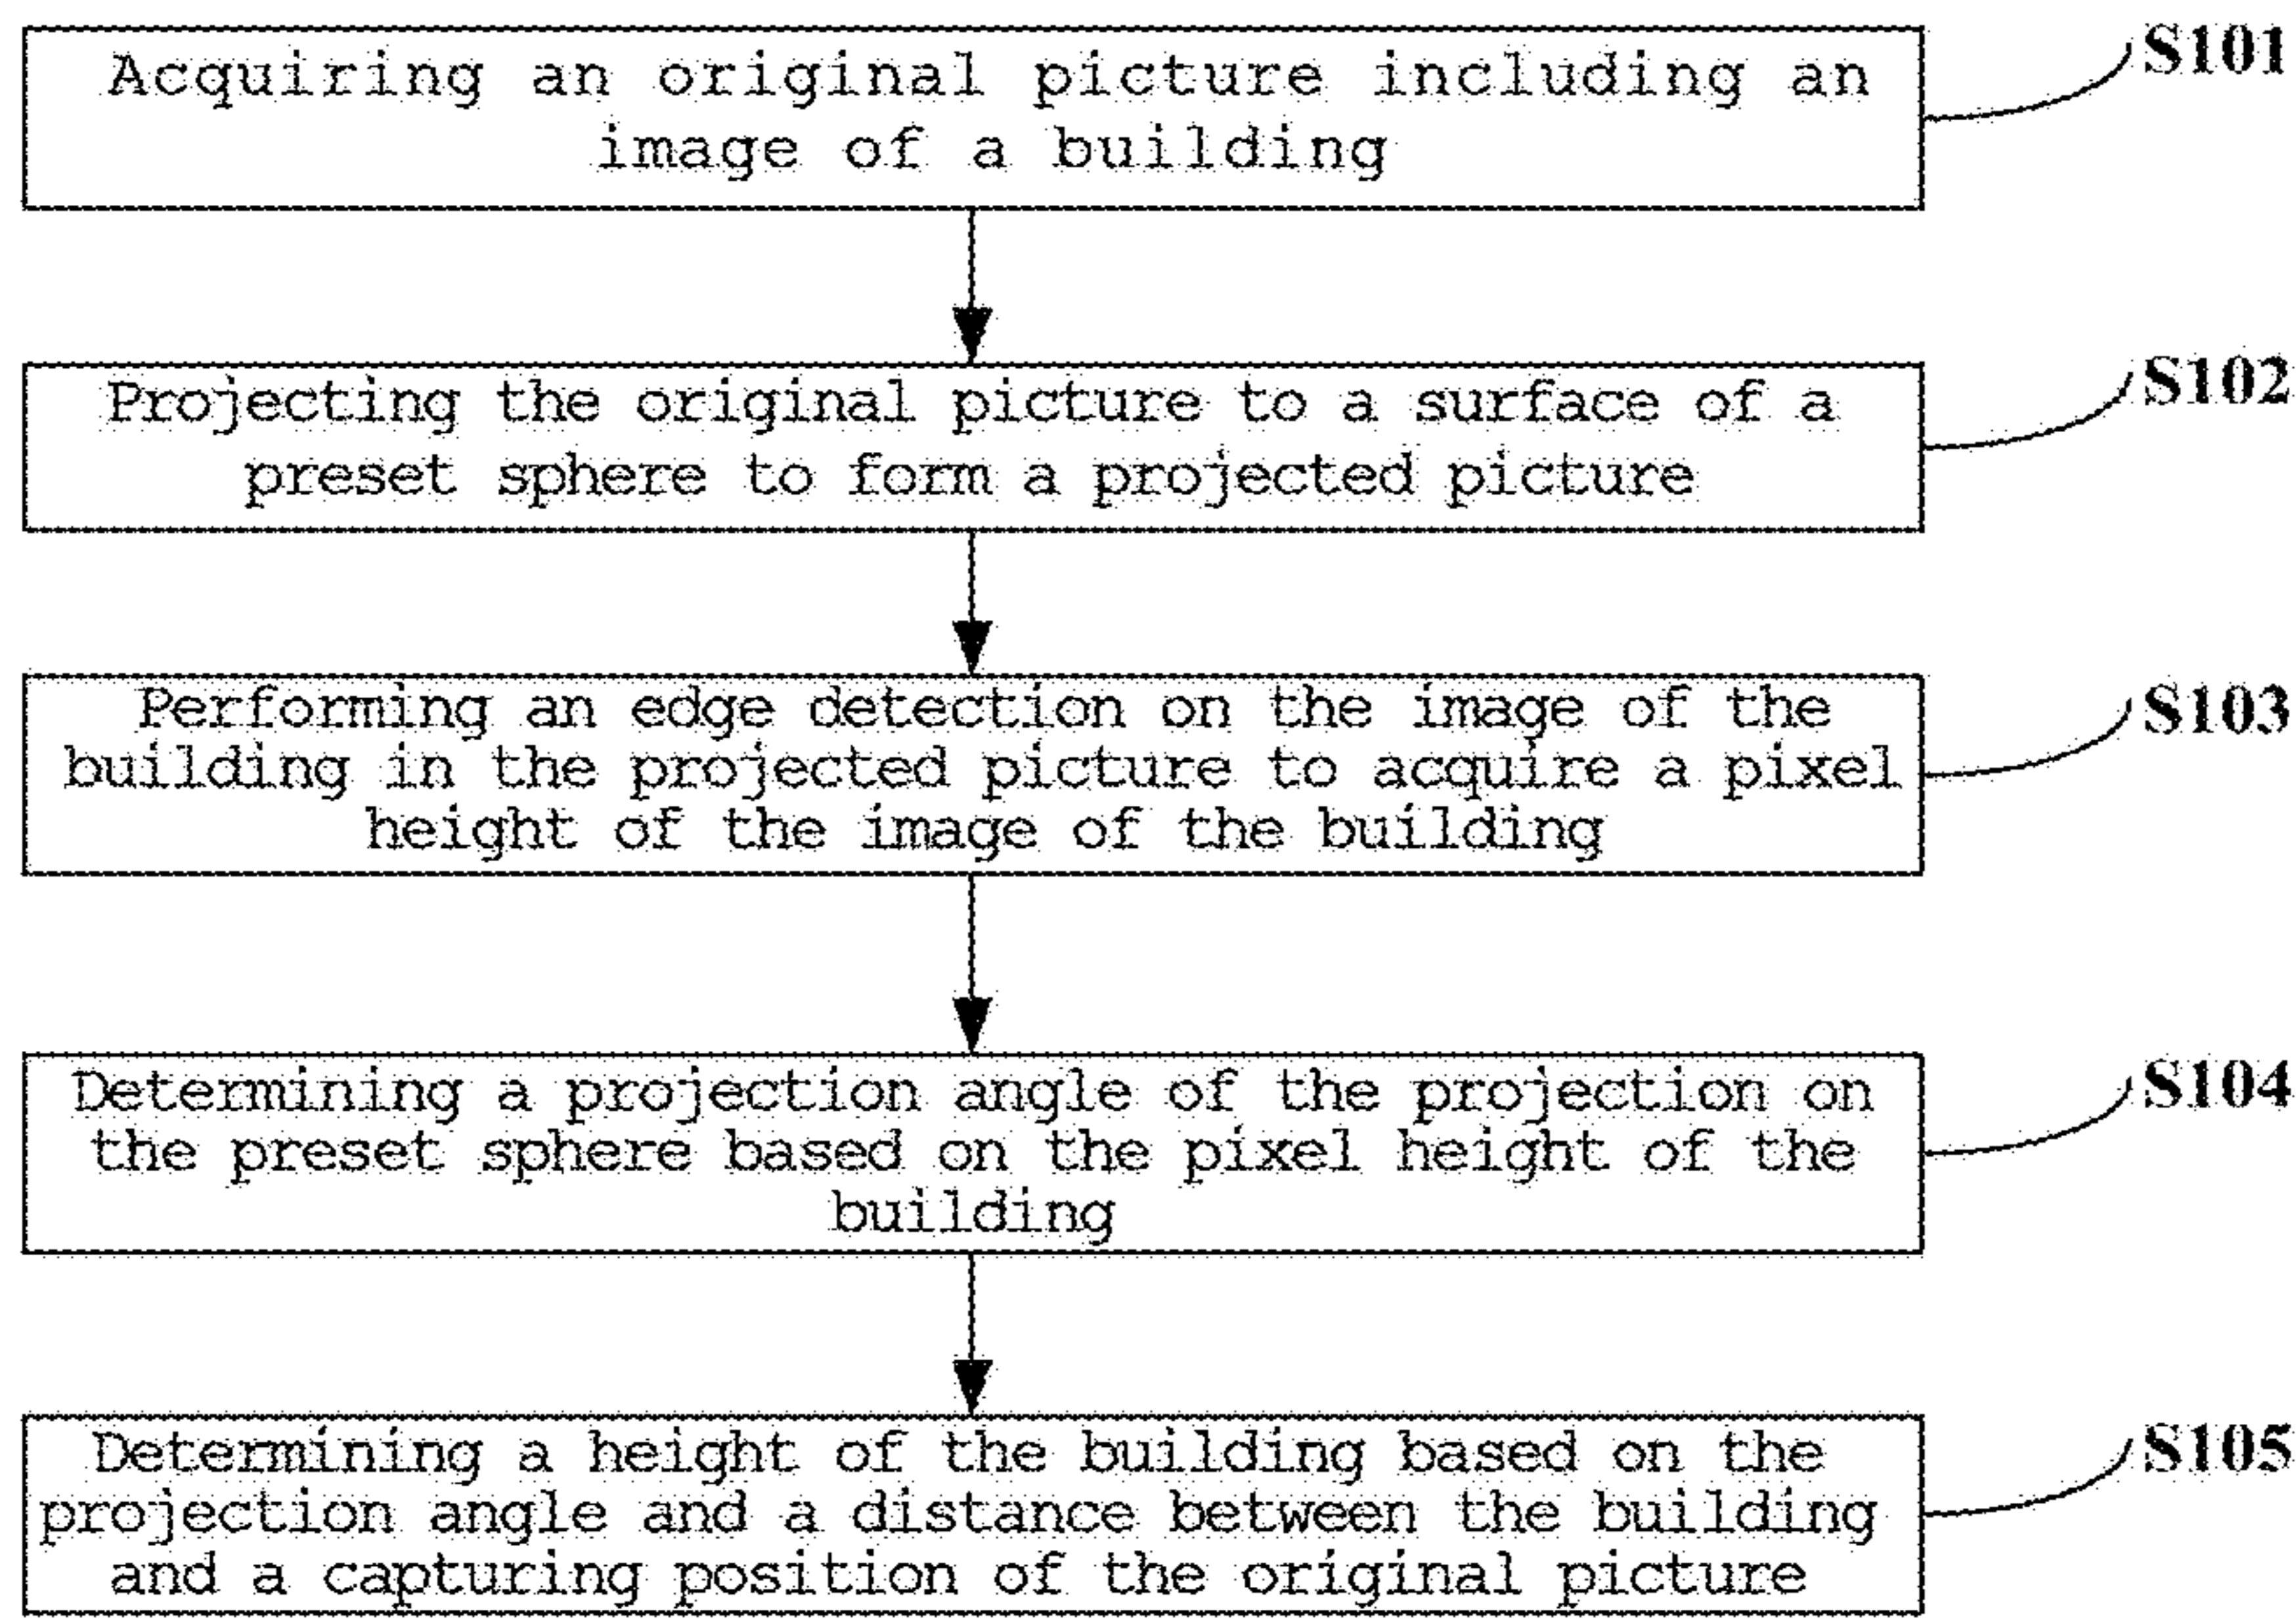 Acquiring an original picture including an
image of a building
S101
Projecting the original picture to a surface of a
preset sphere to form a projected picture
S102
Performing an edge detection on the image of the
building in the projected picture to acquire a pixel
height of the image of the building
S103
Determining a projection angle of the projection on
the preset sphere based on the pixel height of the
building
S104
Determining a height of the building based on the
projection angle and a distance between the building
and a capturing position of the original picture
S105